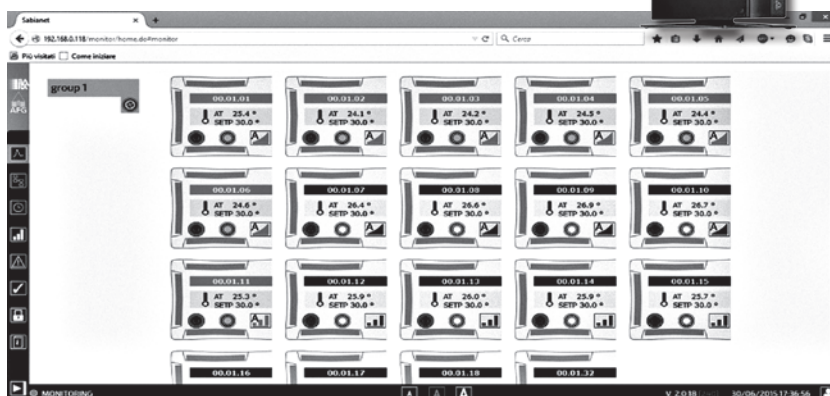 Sabianet
192.168.0.118/monitor/home.do#monitor
Cerca
Più visitati Come iniziare
group 1
00.01.01 00.01.02 00.01.03 00.01.04 00.01.05
AT 25.4 ° AT 24.1 ° AT 24.2 ° AT 24.5 ° AT 24.4 °
SETP 30.0 ° SETP 30.0 ° SETP 30.0 ° SETP 30.0 ° SETP 30.0 °
A A A A A
00.01.06 00.01.07 00.01.08 00.01.09 00.01.10
AT 24.6 ° AT 26.4 ° AT 26.6 ° AT 26.9 ° AT 26.7 °
SETP 30.0 ° SETP 30.0 ° SETP 30.0 ° SETP 30.0 ° SETP 30.0 °
A A A A A
00.01.11 00.01.12 00.01.13 00.01.14 00.01.15
AT 25.3 ° AT 25.9 ° AT 26.0 ° AT 25.9 ° AT 25.7 °
SETP 30.0 ° SETP 30.0 ° SETP 30.0 ° SETP 30.0 ° SETP 30.0 °
A
00.01.16 00.01.17 00.01.18 00.01.32
MONITORING A A A V. 2.0.18 30/06/2015 17:36:56